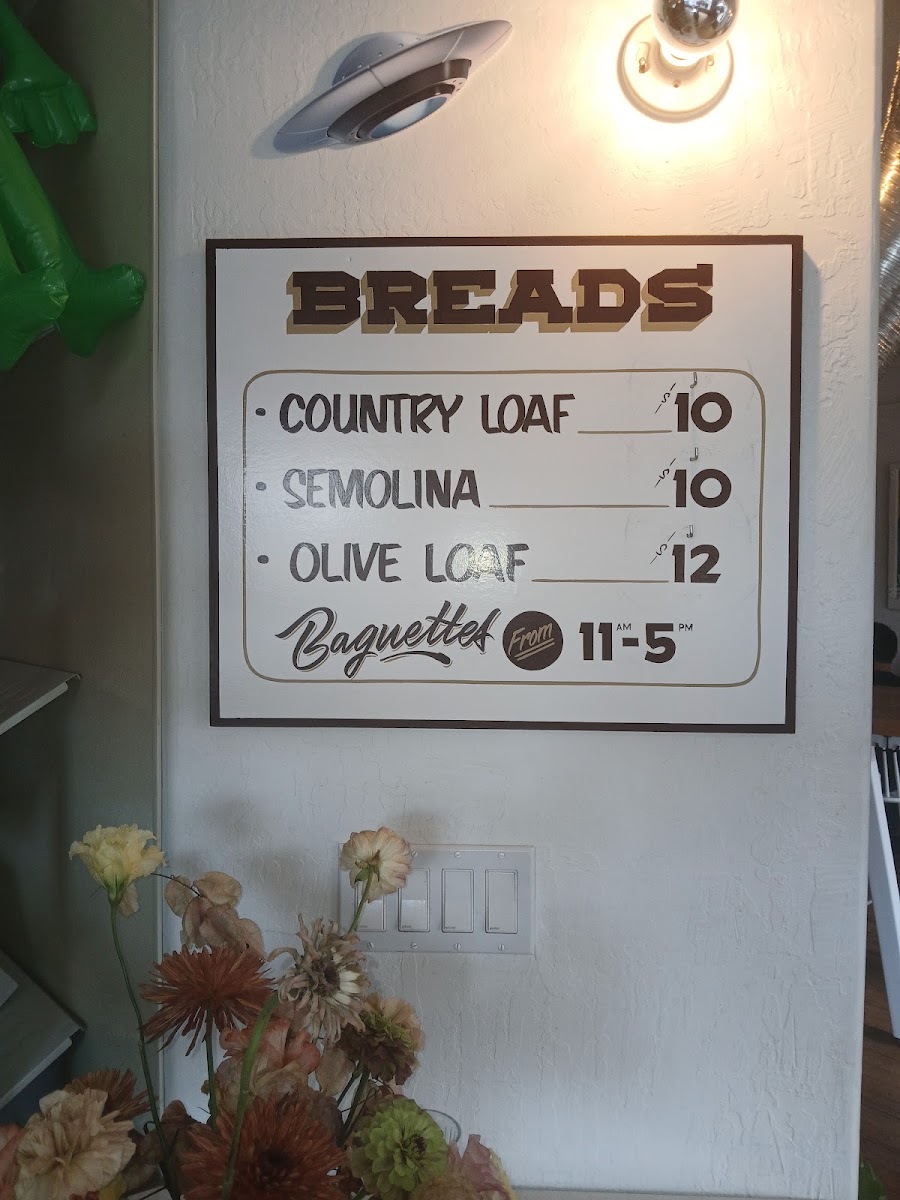 BREADS
• COUNTRY LOAF $10
• SEMOLINA $10
• OLIVE LOAF $12
Baguettes From 11AM-5PM